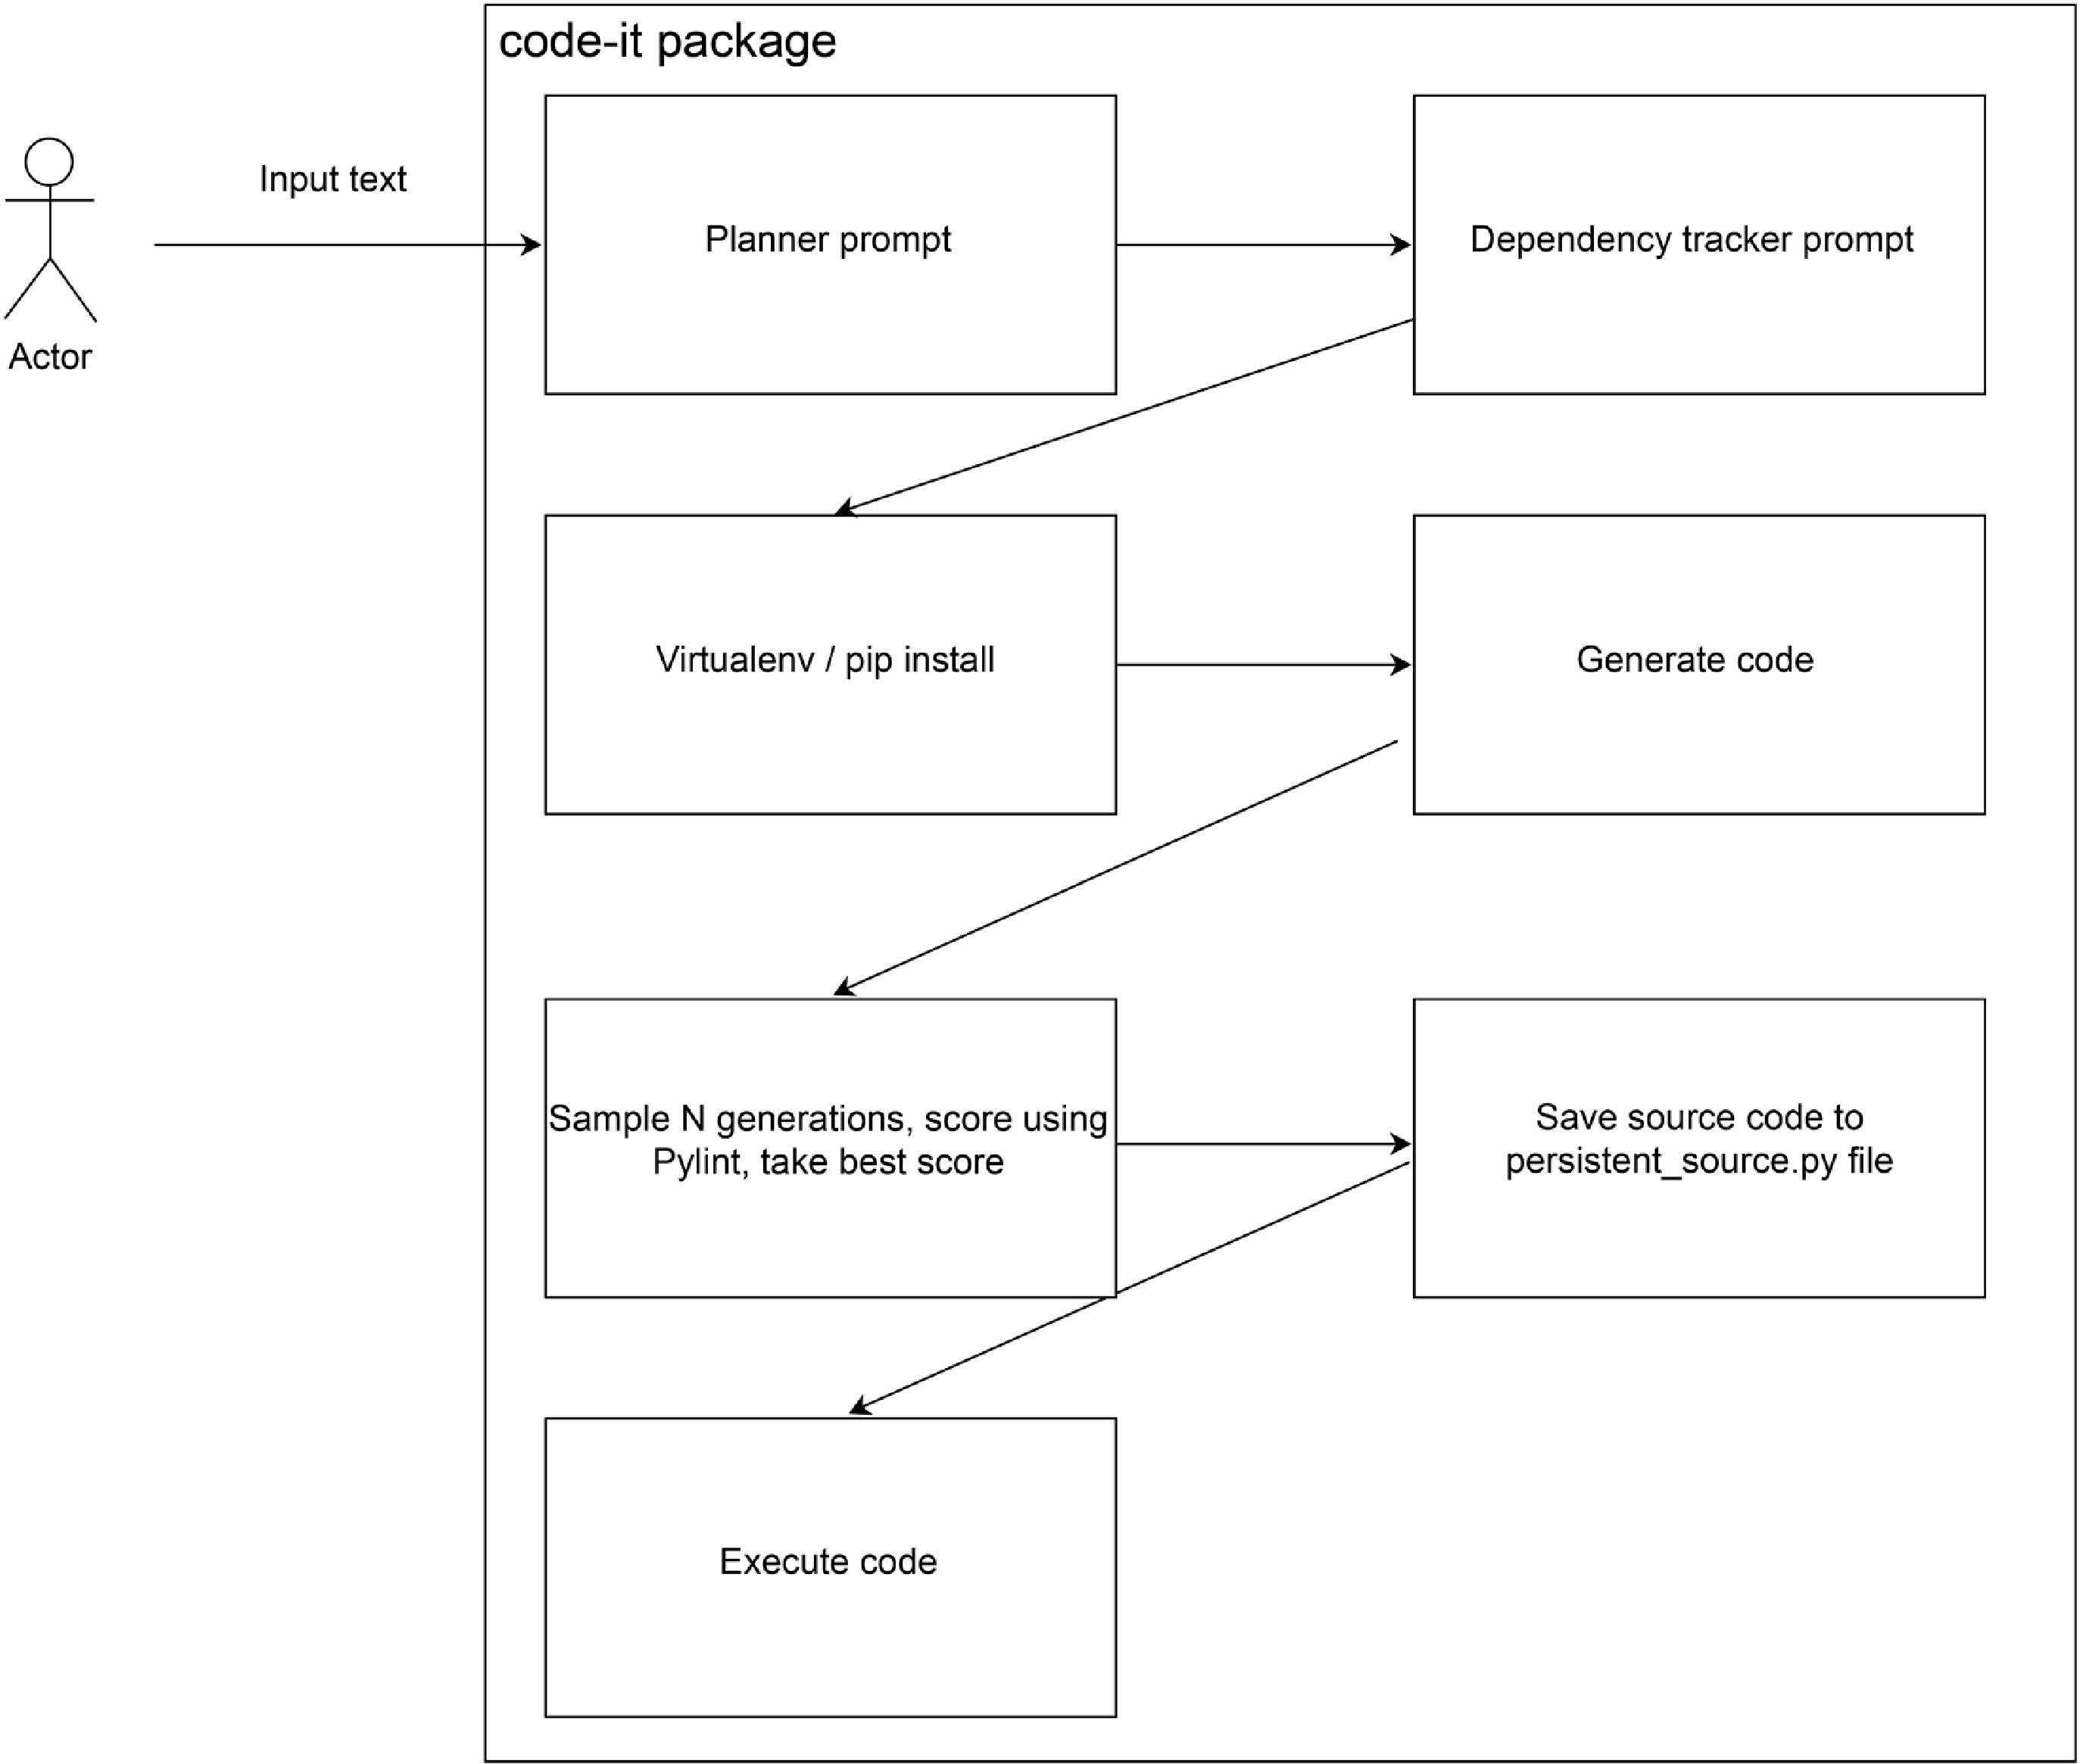 code-it package
Input text
Actor
Planner prompt
Dependency tracker prompt
Virtualenv / pip install
Generate code
Sample N generations, score using
Pylint, take best score
Save source code to
persistent_source.py file
Execute code